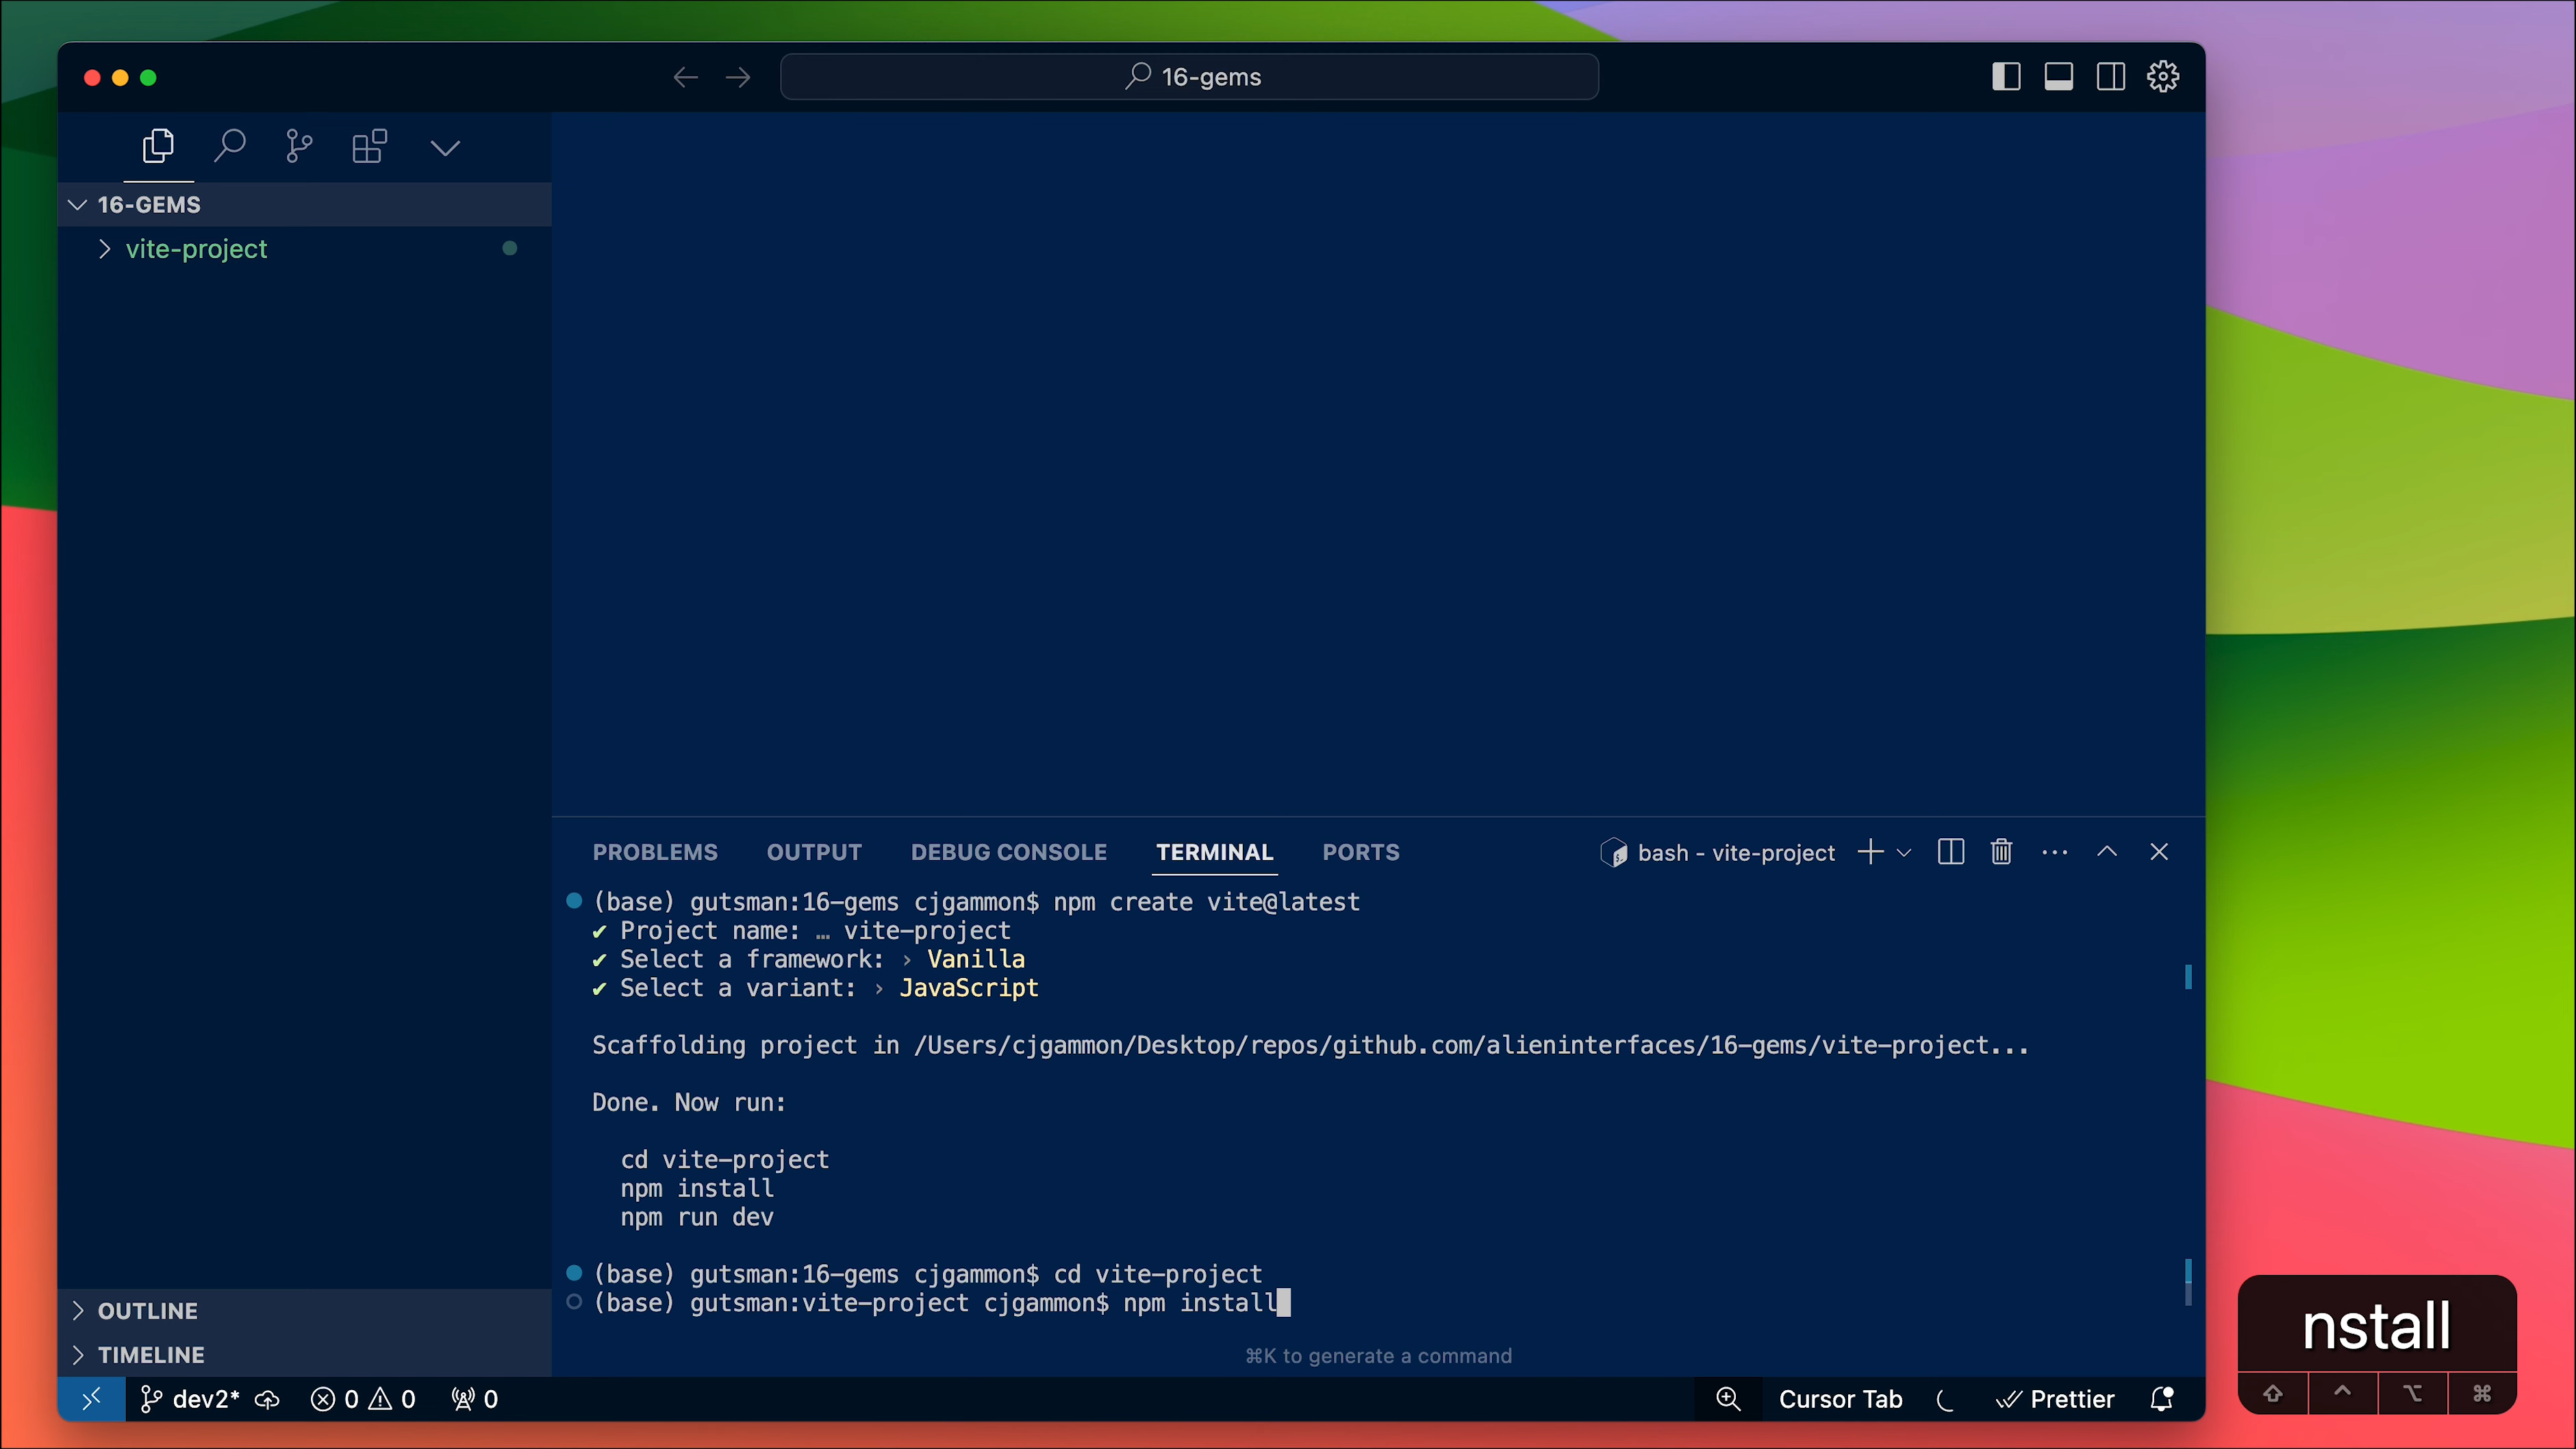 16-gems
16-GEMS
vite-project
PROBLEMS OUTPUT DEBUG CONSOLE TERMINAL PORTS bash - vite-project
(base) gutsman:16-gems cjgammon$ npm create vite@latest
✔ Project name: … vite-project
✔ Select a framework: › Vanilla
✔ Select a variant: › JavaScript
Scaffolding project in /Users/cjgammon/Desktop/repos/github.com/alieninterfaces/16-gems/vite-project...
Done. Now run:
cd vite-project
npm install
npm run dev
(base) gutsman:16-gems cjgammon$ cd vite-project
(base) gutsman:vite-project cjgammon$ npm install
⌘K to generate a command
OUTLINE
TIMELINE
dev2* 0 0 0 Cursor Tab Prettier
nstall
⇧ ⌃ ⌥ ⌘